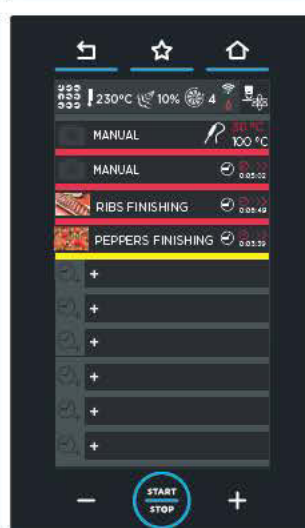 230°C 10% 4
MANUAL 30 °C
100 °C
MANUAL 0:05:02
RIBS FINISHING 0:05:49
PEPPERS FINISHING 0:03:39
+
+
+
+
+
+
− START +
STOP